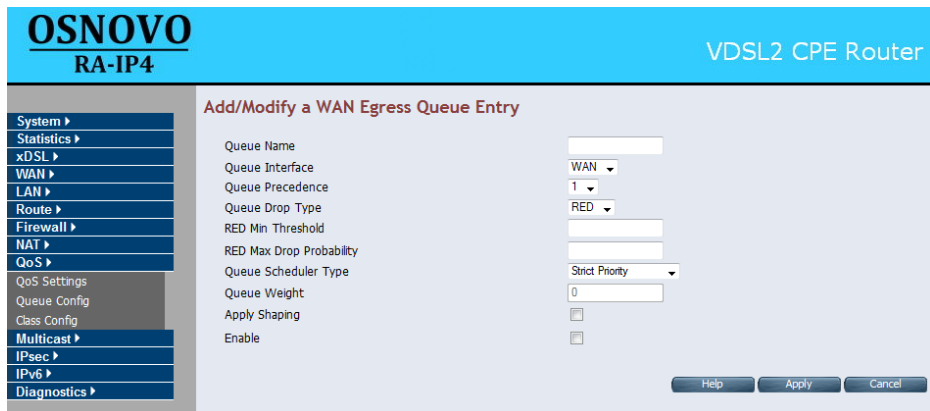 OSNOVO
RA-IP4
VDSL2 CPE Router
System
Statistics
xDSL
WAN
LAN
Route
Firewall
NAT
QoS
QoS Settings
Queue Config
Class Config
Multicast
IPsec
IPv6
Diagnostics
Add/Modify a WAN Egress Queue Entry
Queue Name
Queue Interface WAN
Queue Precedence 1
Queue Drop Type RED
RED Min Threshold
RED Max Drop Probability
Queue Scheduler Type Strict Priority
Queue Weight 0
Apply Shaping
Enable
Help Apply Cancel